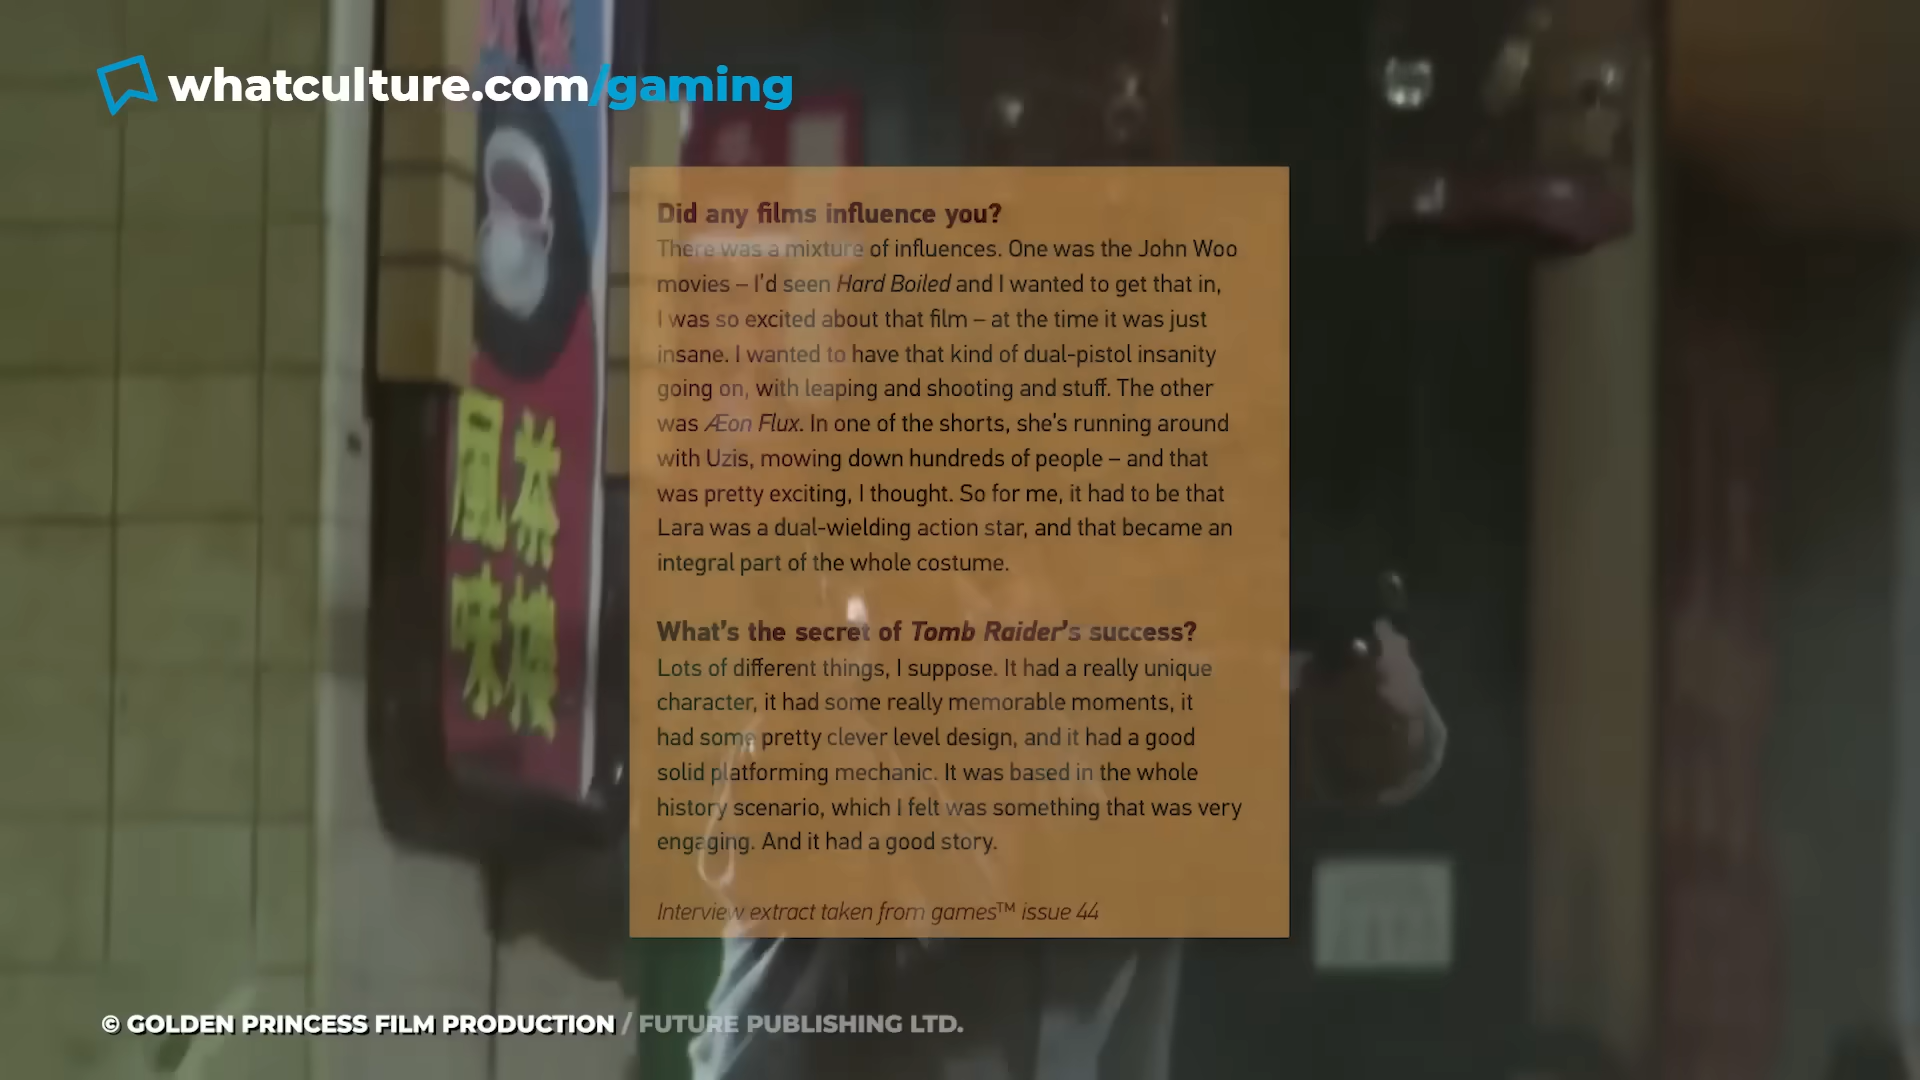 whatculture.com/gaming
Did any films influence you?
There was a mixture of influences. One was the John Woo
movies – I'd seen Hard Boiled and I wanted to get that in,
I was so excited about that film – at the time it was just
insane. I wanted to have that kind of dual-pistol insanity
going on, with leaping and shooting and stuff. The other
was Æon Flux. In one of the shorts, she's running around
with Uzis, mowing down hundreds of people – and that
was pretty exciting, I thought. So for me, it had to be that
Lara was a dual-wielding action star, and that became an
integral part of the whole costume.
What's the secret of Tomb Raider's success?
Lots of different things, I suppose. It had a really unique
character, it had some really memorable moments, it
had some pretty clever level design, and it had a good
solid platforming mechanic. It was based in the whole
history scenario, which I felt was something that was very
engaging. And it had a good story.
Interview extract taken from games™ issue 44
風味
© GOLDEN PRINCESS FILM PRODUCTION / FUTURE PUBLISHING LTD.